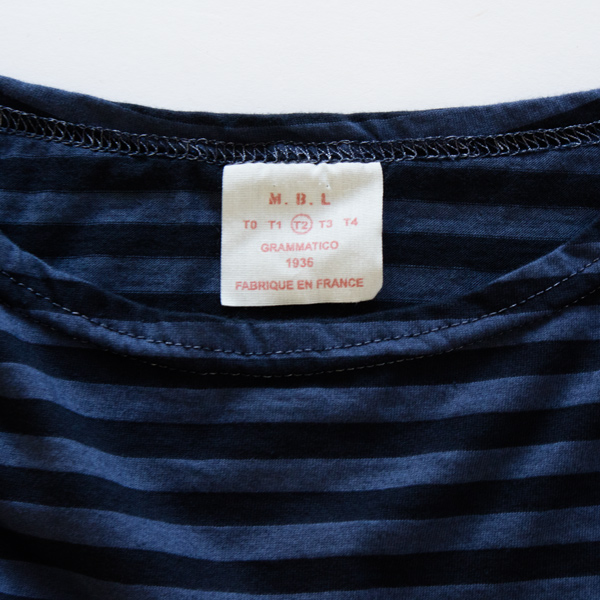 M. B. L
T0 T1 T2 T3 T4
GRAMMATICO
1936
FABRIQUE EN FRANCE